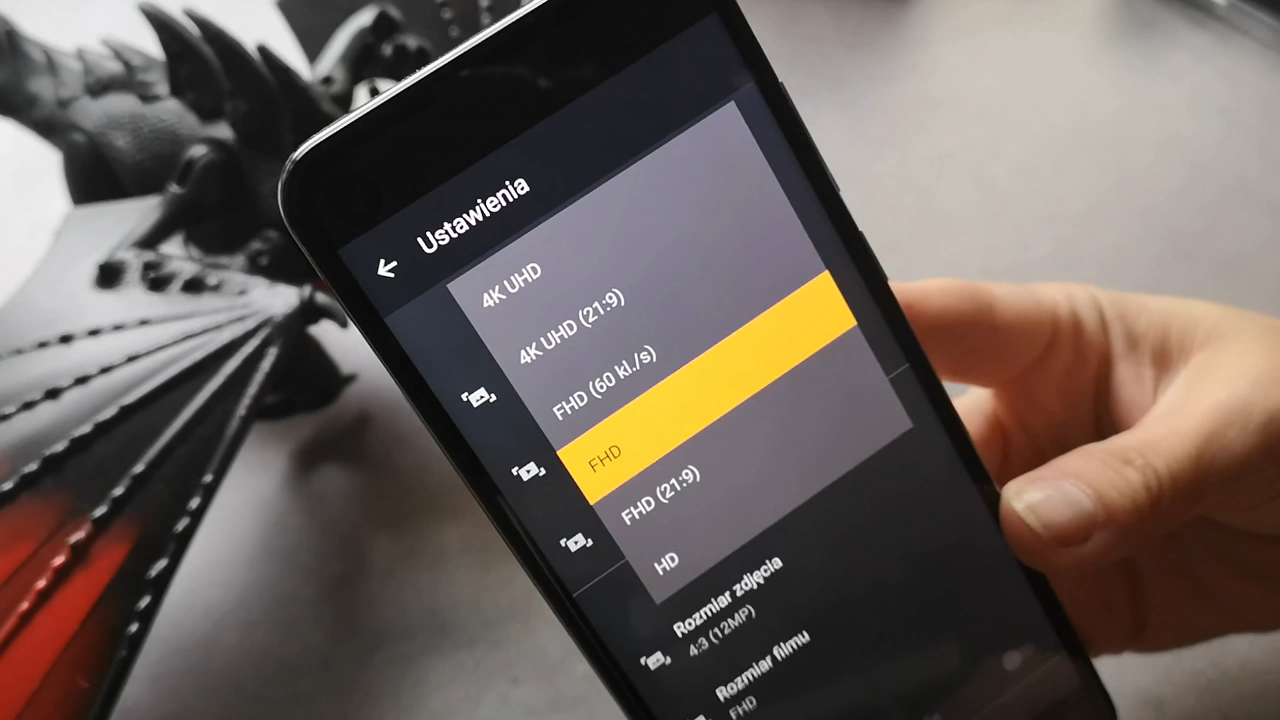 Ustawienia
4K UHD
4K UHD (21:9)
FHD (60 kl./s)
FHD
FHD (21:9)
HD
Rozmiar zdjęcia
4:3 (12MP)
Rozmiar filmu
FHD